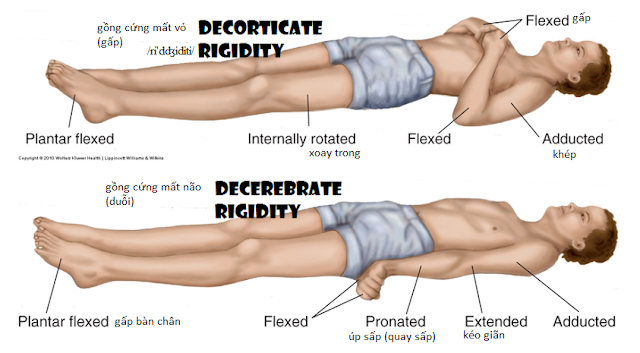 gồng cứng mất vỏ
(gấp)
DECORTICATE
RIGIDITY
Flexed gấp
Plantar flexed
Internally rotated
xoay trong
Flexed
Adducted
khép
gồng cứng mất não
(duỗi)
DECEREBRATE
RIGIDITY
Plantar flexed gấp bàn chân
Flexed
Pronated
úp sấp (quay sấp)
Extended
kéo giãn
Adducted